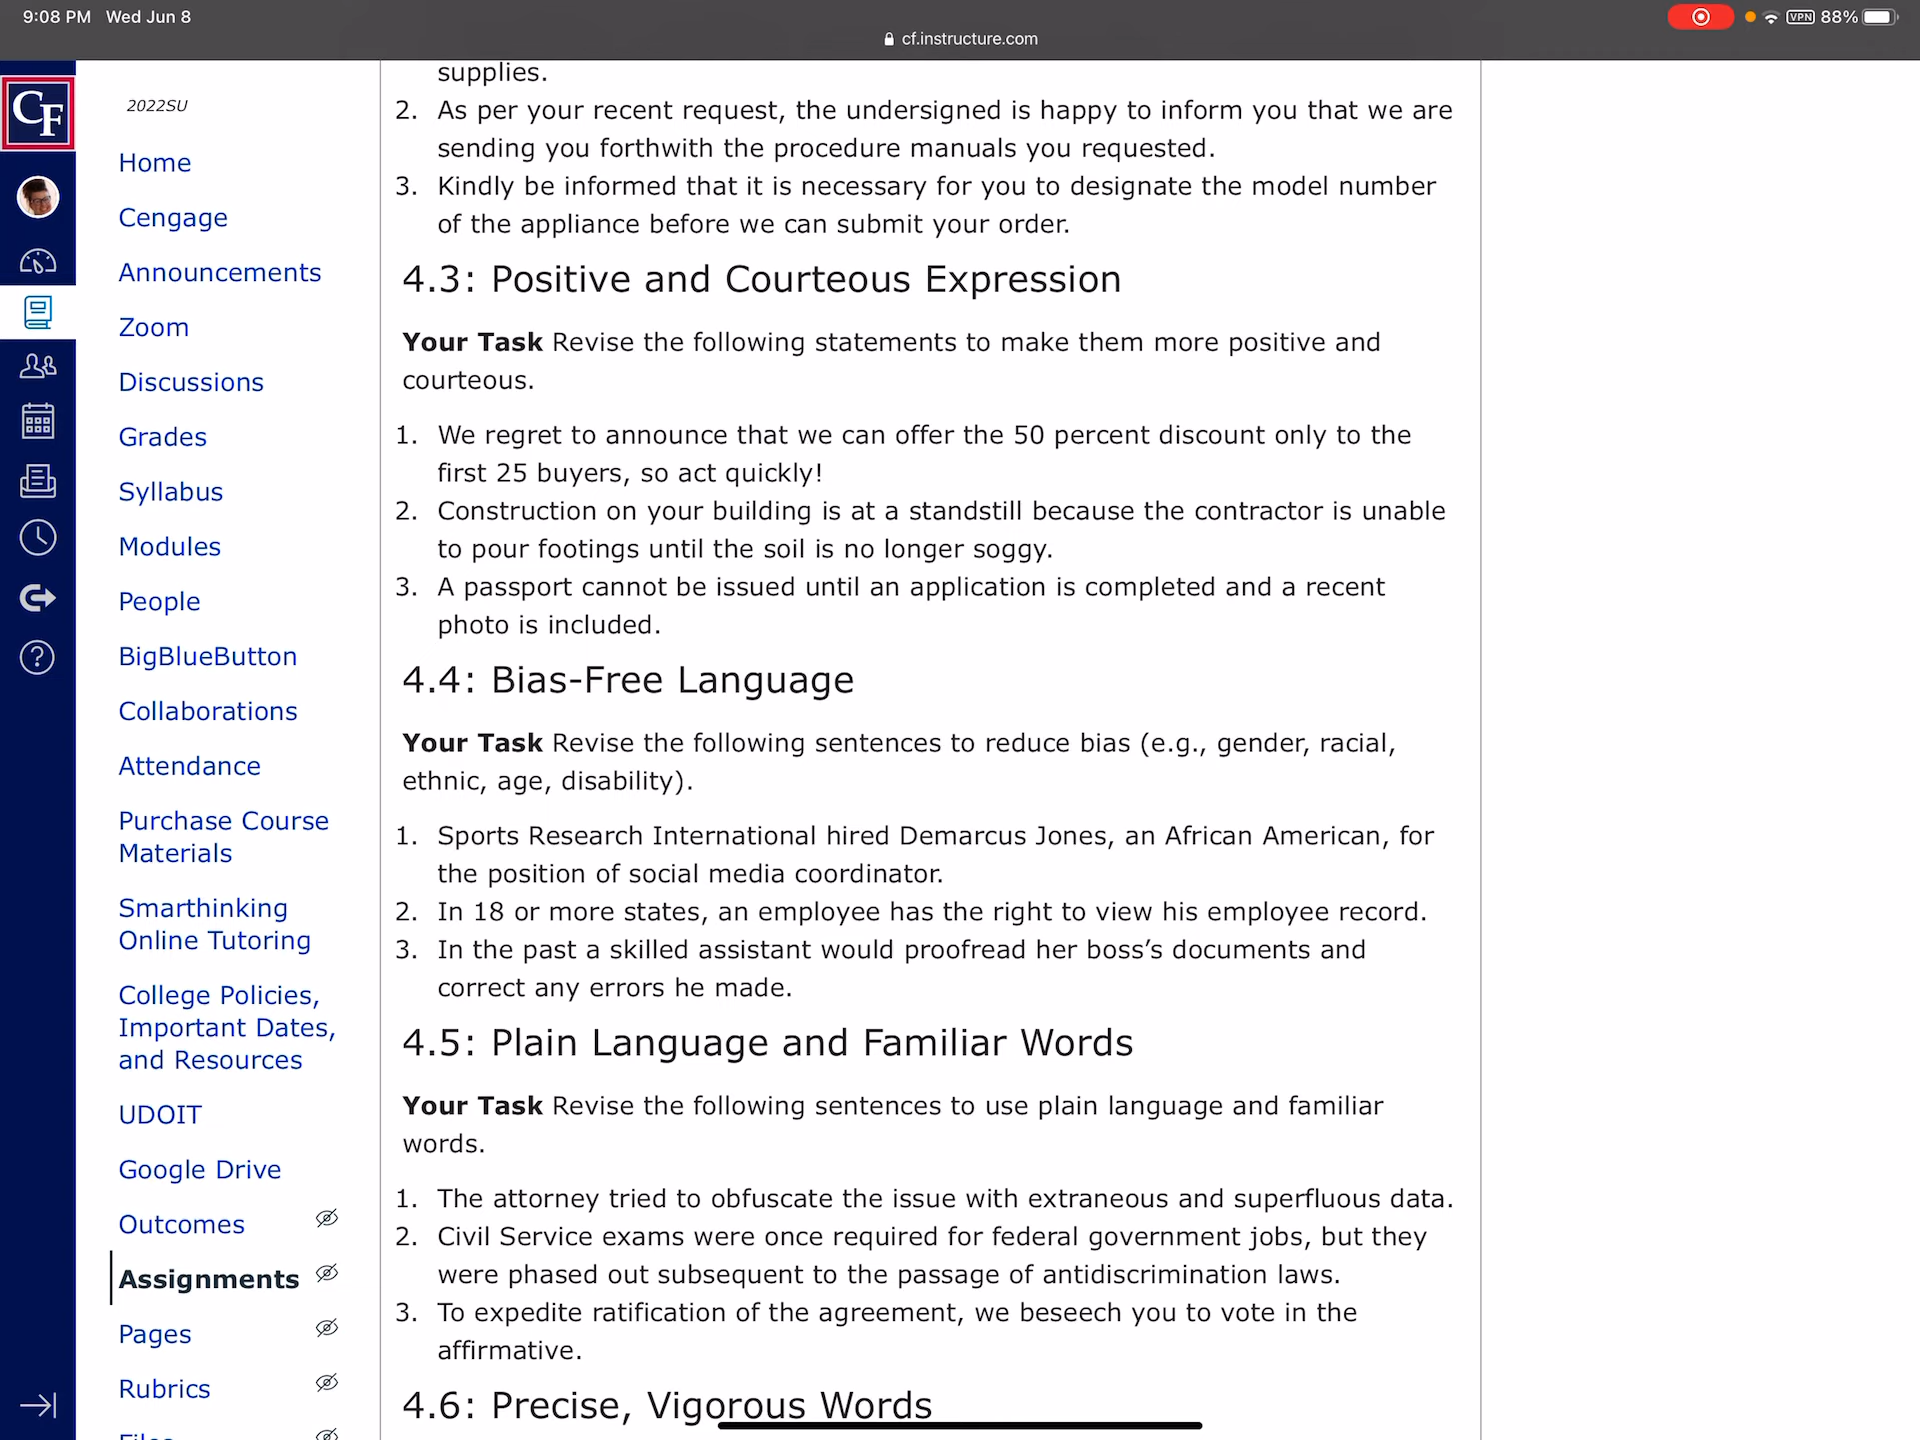 9:08 PM Wed Jun 8
VPN 88%
cf.instructure.com
CF
2022SU
Home
Cengage
Announcements
Zoom
Discussions
Grades
Syllabus
Modules
People
BigBlueButton
Collaborations
Attendance
Purchase Course
Materials
Smarthinking
Online Tutoring
College Policies,
Important Dates,
and Resources
UDOIT
Google Drive
Outcomes
Assignments
Pages
Rubrics
Files
supplies.
2. As per your recent request, the undersigned is happy to inform you that we are
sending you forthwith the procedure manuals you requested.
3. Kindly be informed that it is necessary for you to designate the model number
of the appliance before we can submit your order.
4.3: Positive and Courteous Expression
Your Task Revise the following statements to make them more positive and
courteous.
1. We regret to announce that we can offer the 50 percent discount only to the
first 25 buyers, so act quickly!
2. Construction on your building is at a standstill because the contractor is unable
to pour footings until the soil is no longer soggy.
3. A passport cannot be issued until an application is completed and a recent
photo is included.
4.4: Bias-Free Language
Your Task Revise the following sentences to reduce bias (e.g., gender, racial,
ethnic, age, disability).
1. Sports Research International hired Demarcus Jones, an African American, for
the position of social media coordinator.
2. In 18 or more states, an employee has the right to view his employee record.
3. In the past a skilled assistant would proofread her boss’s documents and
correct any errors he made.
4.5: Plain Language and Familiar Words
Your Task Revise the following sentences to use plain language and familiar
words.
1. The attorney tried to obfuscate the issue with extraneous and superfluous data.
2. Civil Service exams were once required for federal government jobs, but they
were phased out subsequent to the passage of antidiscrimination laws.
3. To expedite ratification of the agreement, we beseech you to vote in the
affirmative.
4.6: Precise, Vigorous Words